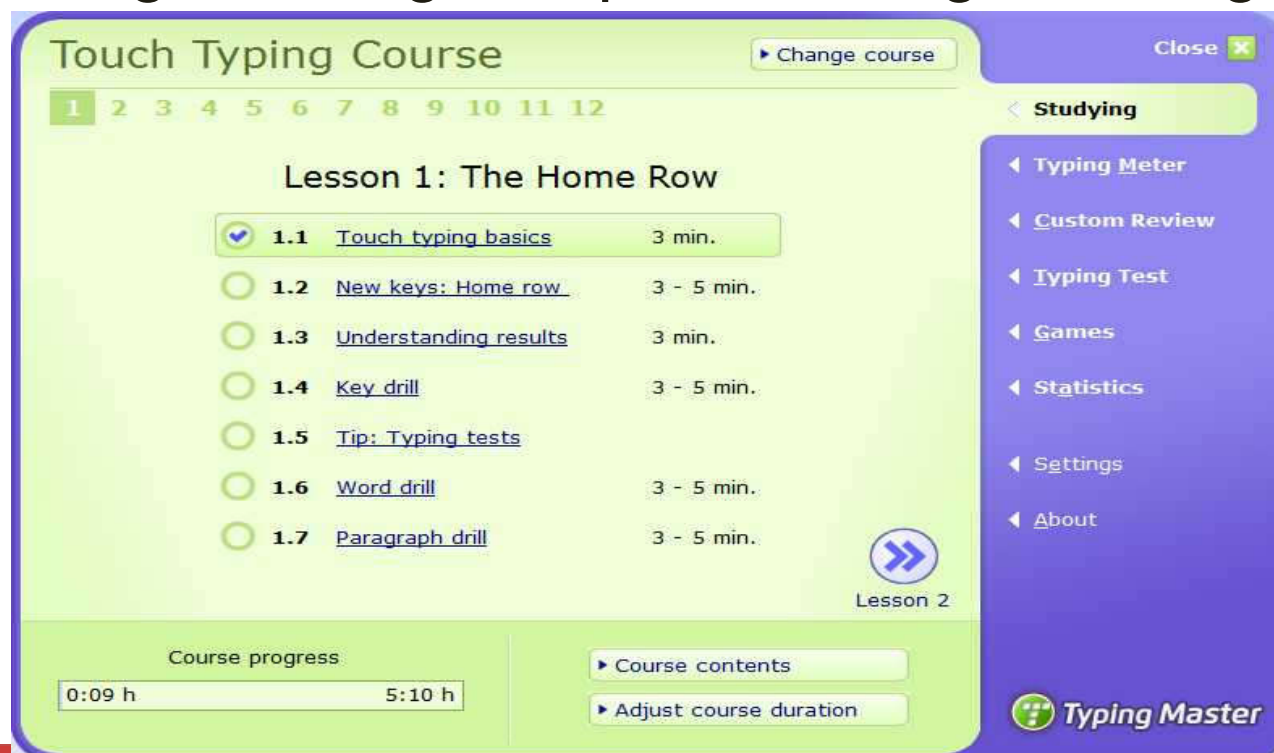 Touch Typing Course
Change course
Close
1 2 3 4 5 6 7 8 9 10 11 12
Studying
Typing Meter
Custom Review
Typing Test
Games
Statistics
Settings
About
Lesson 1: The Home Row
1.1 Touch typing basics 3 min.
1.2 New keys: Home row 3 - 5 min.
1.3 Understanding results 3 min.
1.4 Key drill 3 - 5 min.
1.5 Tip: Typing tests
1.6 Word drill 3 - 5 min.
1.7 Paragraph drill 3 - 5 min.
Lesson 2
Course progress
0:09 h 5:10 h
Course contents
Adjust course duration
Typing Master